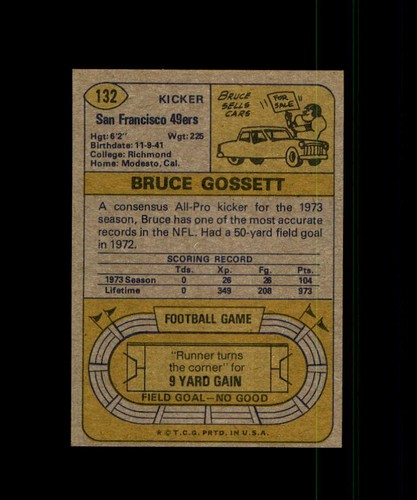 132
KICKER
San Francisco 49ers
Hgt: 6'2" Wgt: 225
Birthdate: 11-9-41
College: Richmond
Home: Modesto, Cal.
BRUCE SELLS CARS
FOR SALE
BRUCE GOSSETT
A consensus All-Pro kicker for the 1973
season, Bruce has one of the most accurate
records in the NFL. Had a 50-yard field goal
in 1972.
SCORING RECORD
Tds. Xp. Fg. Pts.
1973 Season 0 26 26 104
Lifetime 0 349 208 973
FOOTBALL GAME
"Runner turns
the corner" for
9 YARD GAIN
FIELD GOAL—NO GOOD
★ © T.C.G. PRTD. IN U.S.A.